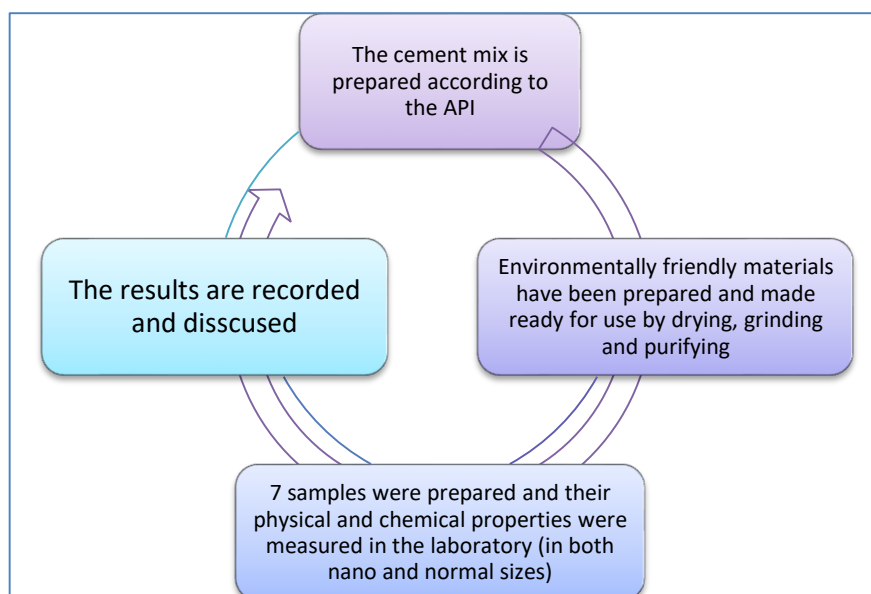 The cement mix is
prepared according to
the API
Environmentally friendly materials
have been prepared and made
ready for use by drying, grinding
and purifying
7 samples were prepared and their
physical and chemical properties were
measured in the laboratory (in both
nano and normal sizes)
The results are recorded
and disscused